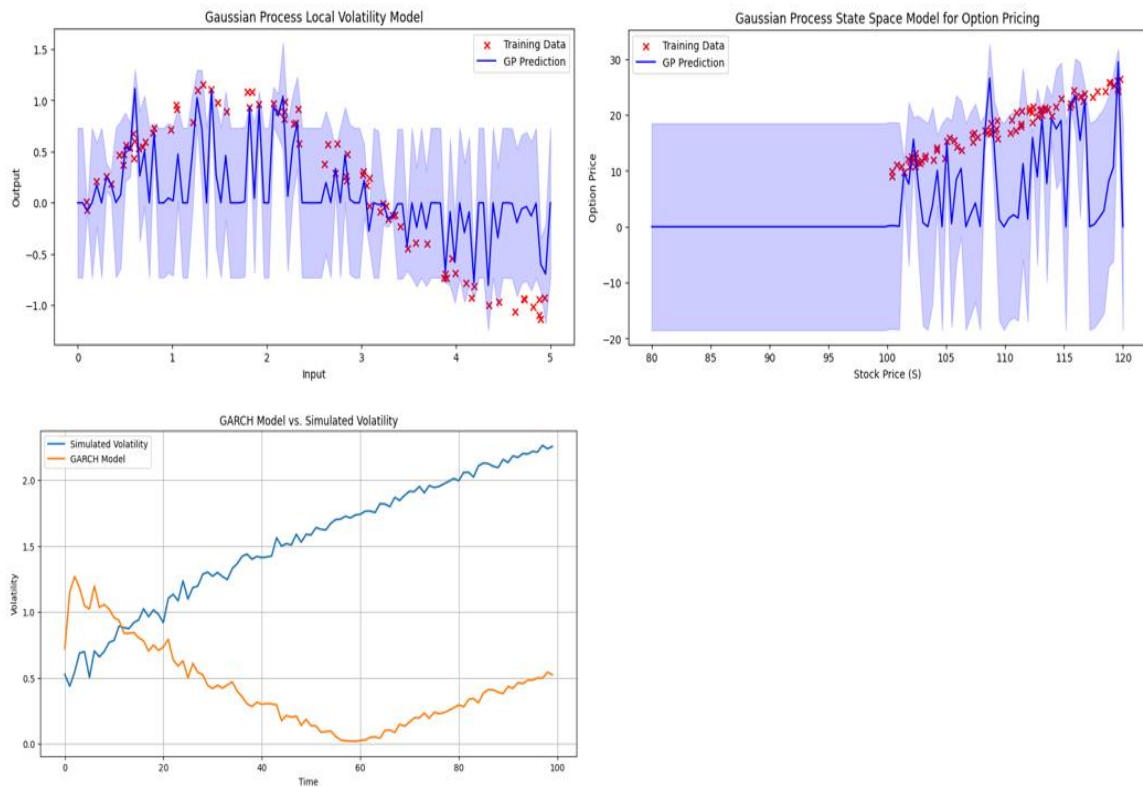 Gaussian Process Local Volatility Model
Training Data
GP Prediction
1.5
1.0
0.5
0.0
−0.5
−1.0
Output
0
1
2
3
4
5
Input
Gaussian Process State Space Model for Option Pricing
Training Data
GP Prediction
30
20
10
0
−10
−20
Option Price
80
85
90
95
100
105
110
115
120
Stock Price (S)
GARCH Model vs. Simulated Volatility
Simulated Volatility
GARCH Model
2.0
1.5
1.0
0.5
0.0
Volatility
0
20
40
60
80
100
Time